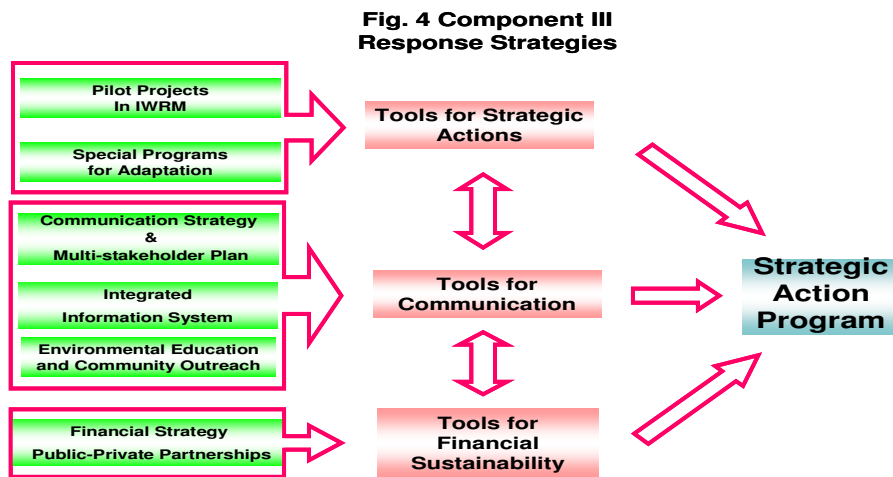 Fig. 4 Component III
Response Strategies
Pilot Projects
In IWRM
Special Programs
for Adaptation
Tools for Strategic
Actions
Communication Strategy
&
Multi-stakeholder Plan
Integrated
Information System
Environmental Education
and Community Outreach
Tools for
Communication
Strategic
Action
Program
Financial Strategy
Public-Private Partnerships
Tools for
Financial
Sustainability